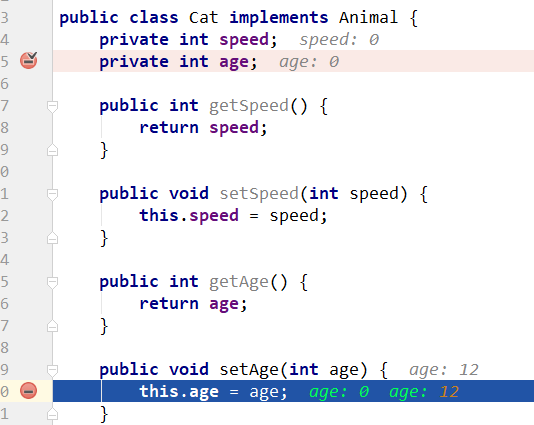 3 public class Cat implements Animal {
4 private int speed; speed: 0
5 private int age; age: 0
6
7 public int getSpeed() {
8 return speed;
9 }
0
1 public void setSpeed(int speed) {
2 this.speed = speed;
3 }
4
5 public int getAge() {
6 return age;
7 }
8
9 public void setAge(int age) { age: 12
0 this.age = age; age: 0 age: 12
1 }